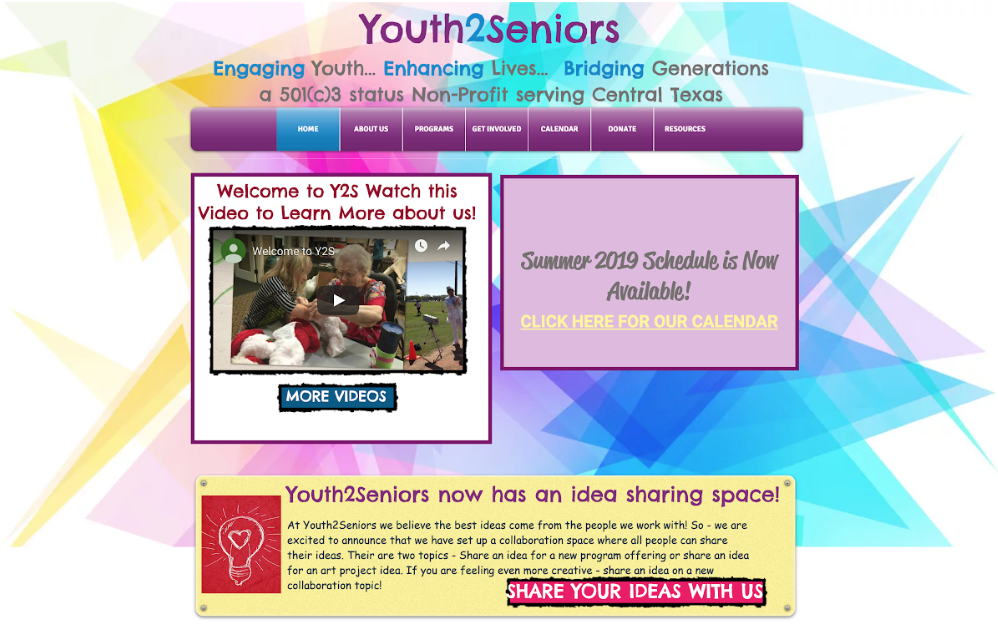 Youth2Seniors
Engaging Youth... Enhancing Lives... Bridging Generations
a 501(c)3 status Non-Profit serving Central Texas
HOME ABOUT US PROGRAMS GET INVOLVED CALENDAR DONATE RESOURCES
Welcome to Y2S Watch this
Video to Learn More about us!
Welcome to Y2S
MORE VIDEOS
Summer 2019 Schedule is Now
Available!
CLICK HERE FOR OUR CALENDAR
Youth2Seniors now has an idea sharing space!
At Youth2Seniors we believe the best ideas come from the people we work with! So - we are
excited to announce that we have set up a collaboration space where all people can share
their ideas. Their are two topics - Share an idea for a new program offering or share an idea
for an art project idea. If you are feeling even more creative - share an idea on a new
collaboration topic!
SHARE YOUR IDEAS WITH US